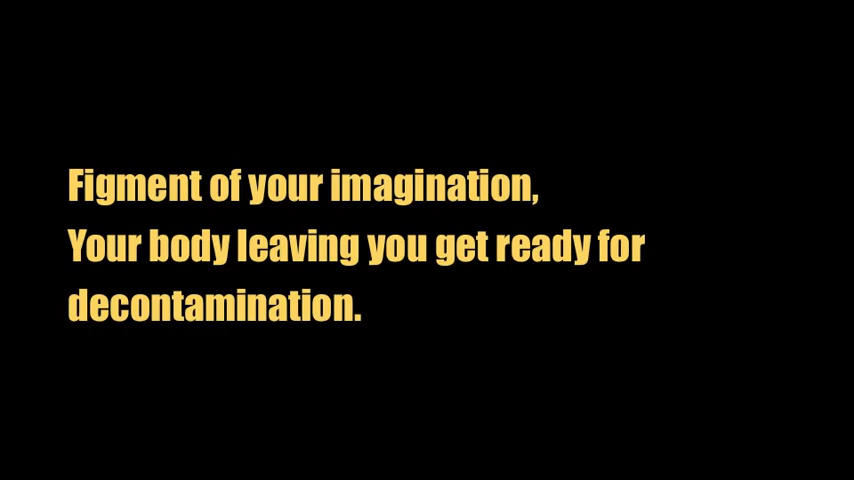 Figment of your imagination,
Your body leaving you get ready for
decontamination.